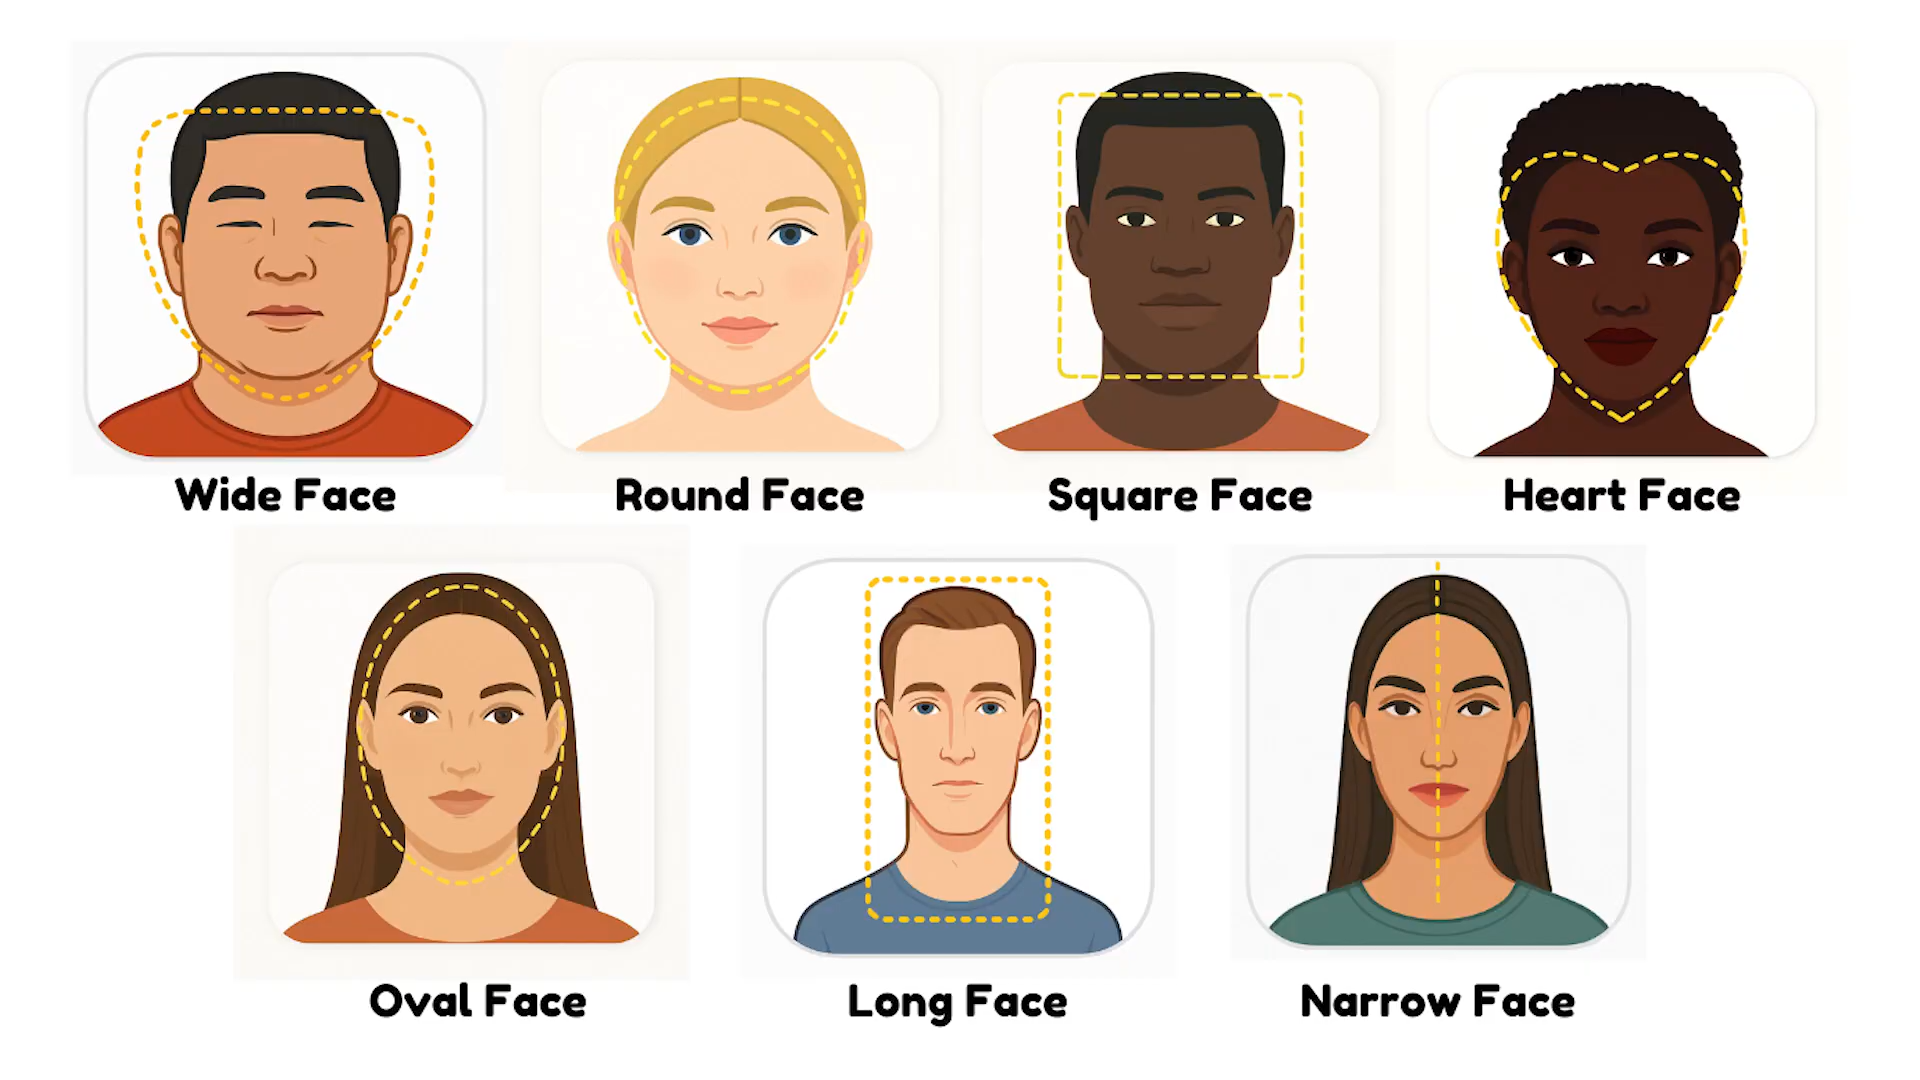 Wide Face
Round Face
Square Face
Heart Face
Oval Face
Long Face
Narrow Face